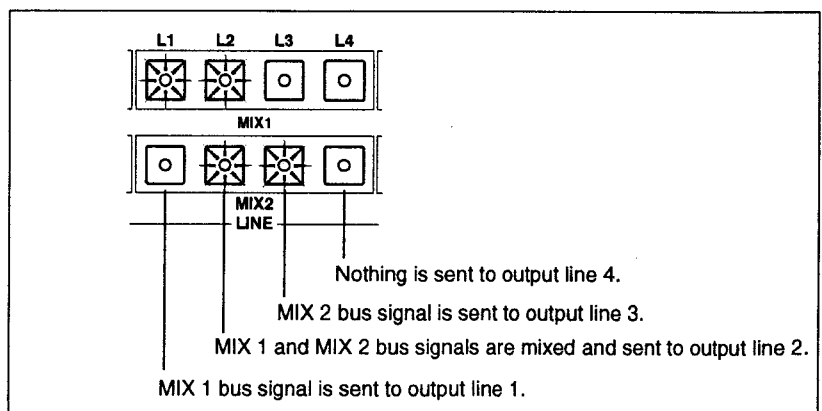 L1 L2 L3 L4
MIX1
MIX2
LINE
Nothing is sent to output line 4.
MIX 2 bus signal is sent to output line 3.
MIX 1 and MIX 2 bus signals are mixed and sent to output line 2.
MIX 1 bus signal is sent to output line 1.